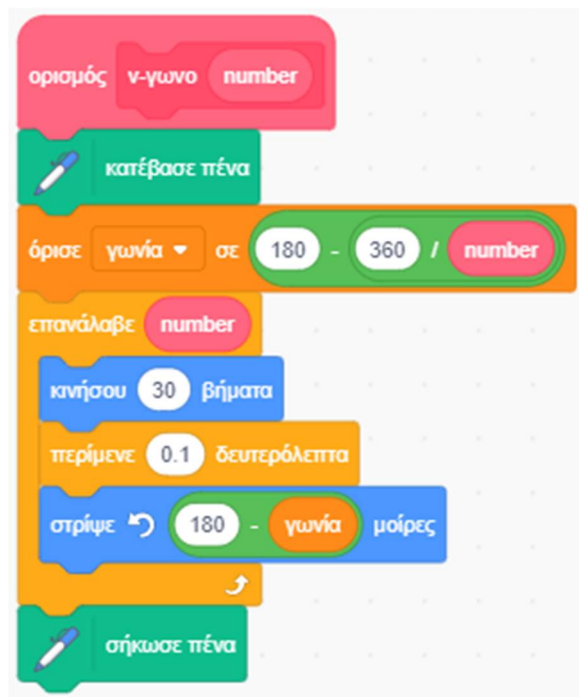 ορισμός ν-γωνο number
κατέβασε πένα
όρισε γωνία σε 180 - 360 / number
επανάλαβε number
κινήσου 30 βήματα
περίμενε 0.1 δευτερόλεπτα
στρίψε 180 - γωνία μοίρες
σήκωσε πένα